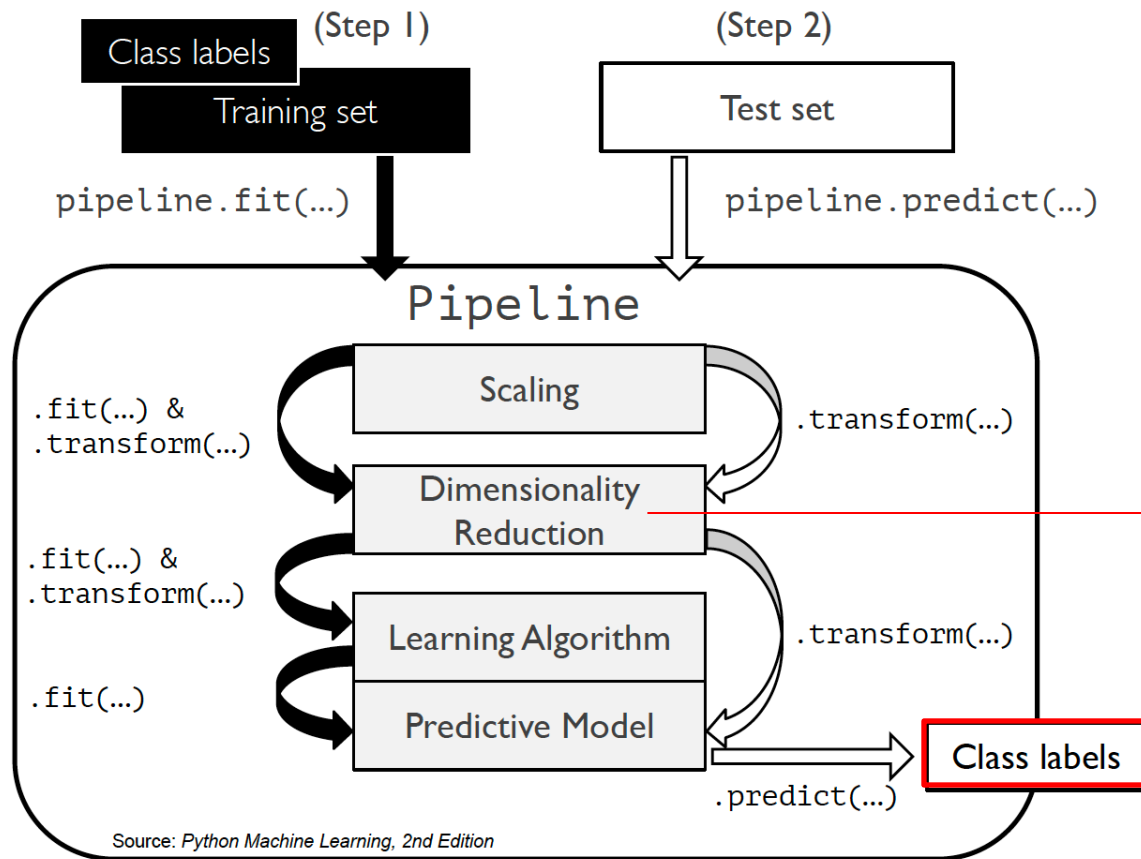 (Step 1)
(Step 2)
Class labels
Training set
Test set
pipeline.fit(…)
pipeline.predict(…)
Pipeline
Scaling
.fit(…) &
.transform(…)
.transform(…)
Dimensionality
Reduction
.fit(…) &
.transform(…)
.transform(…)
Learning Algorithm
.fit(…)
Predictive Model
Class labels
.predict(…)
Source: Python Machine Learning, 2nd Edition